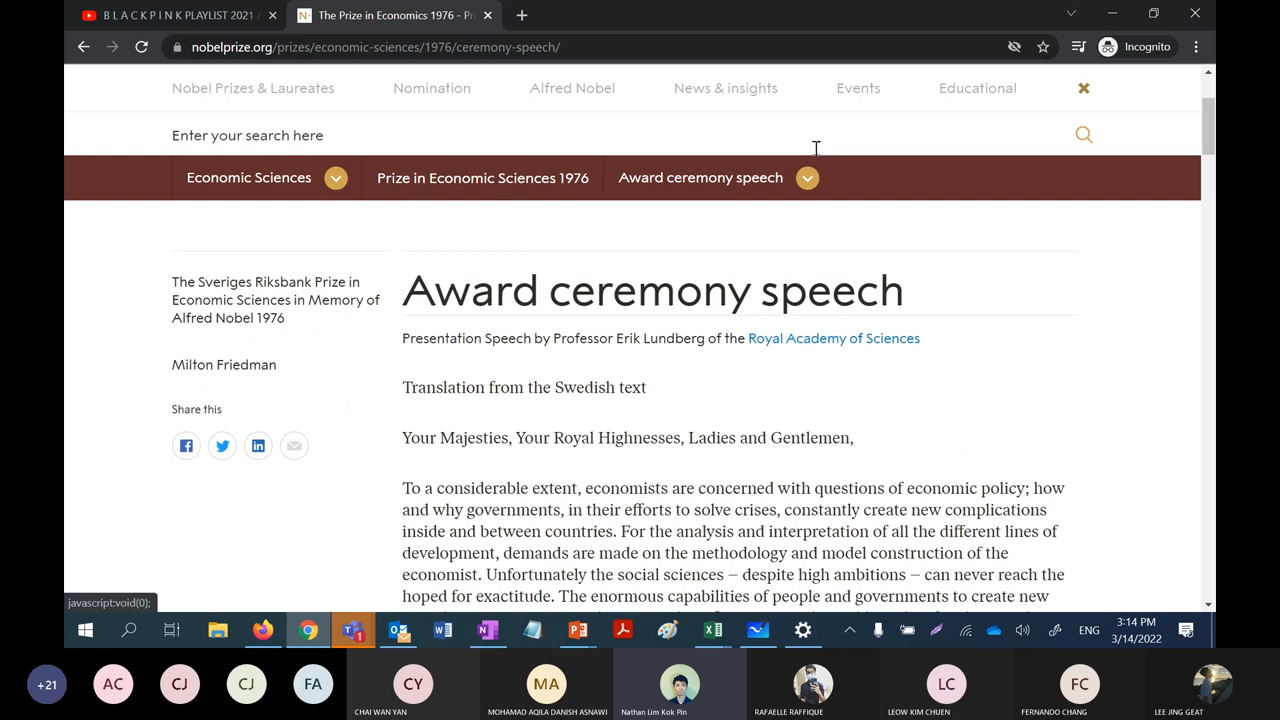 B L A C K P I N K PLAYLIST 2021
The Prize in Economics 1976 - Pr
nobelprize.org/prizes/economic-sciences/1976/ceremony-speech/
Incognito
Nobel Prizes & Laureates
Nomination
Alfred Nobel
News & insights
Events
Educational
Enter your search here
Economic Sciences
Prize in Economic Sciences 1976
Award ceremony speech
The Sveriges Riksbank Prize in
Economic Sciences in Memory of
Alfred Nobel 1976
Milton Friedman
Share this
Award ceremony speech
Presentation Speech by Professor Erik Lundberg of the Royal Academy of Sciences
Translation from the Swedish text
Your Majesties, Your Royal Highnesses, Ladies and Gentlemen,
To a considerable extent, economists are concerned with questions of economic policy; how
and why governments, in their efforts to solve crises, constantly create new complications
inside and between countries. For the analysis and interpretation of all the different lines of
development, demands are made on the methodology and model construction of the
economist. Unfortunately the social sciences – despite high ambitions – can never reach the
hoped for exactitude. The enormous capabilities of people and governments to create new
javascript:void(0);
1
ENG
3:14 PM
3/14/2022
+21
AC
CJ
CJ
FA
CY
CHAI WAN YAN
MA
MOHAMAD AQILA DANISH ASNAWI
Nathan Lim Kok Pin
RAFAELLE RAFFIQUE
LC
LEOW KIM CHUEN
FC
FERNANDO CHANG
LEE JING GEAT